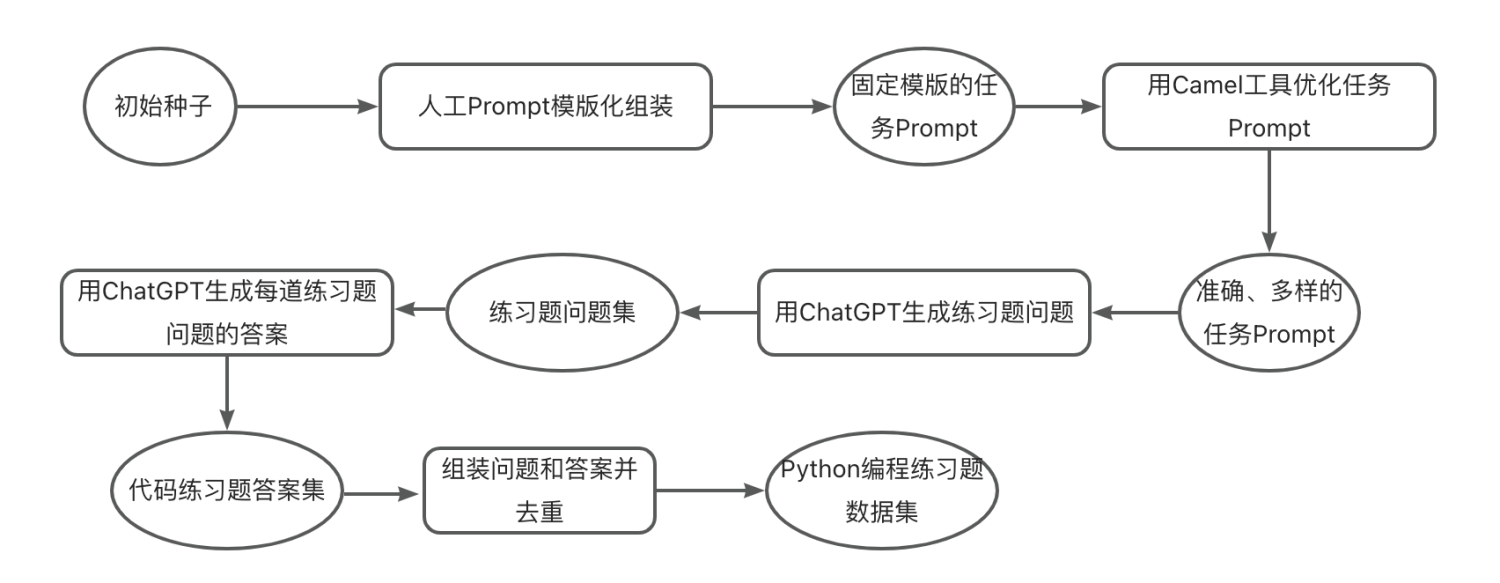 初始种子
人工Prompt模版化组装
固定模版的任
务Prompt
用Camel工具优化任务
Prompt
准确、多样的
任务Prompt
用ChatGPT生成练习题问题
练习题问题集
用ChatGPT生成每道练习题
问题的答案
代码练习题答案集
组装问题和答案并
去重
Python编程练习题
数据集